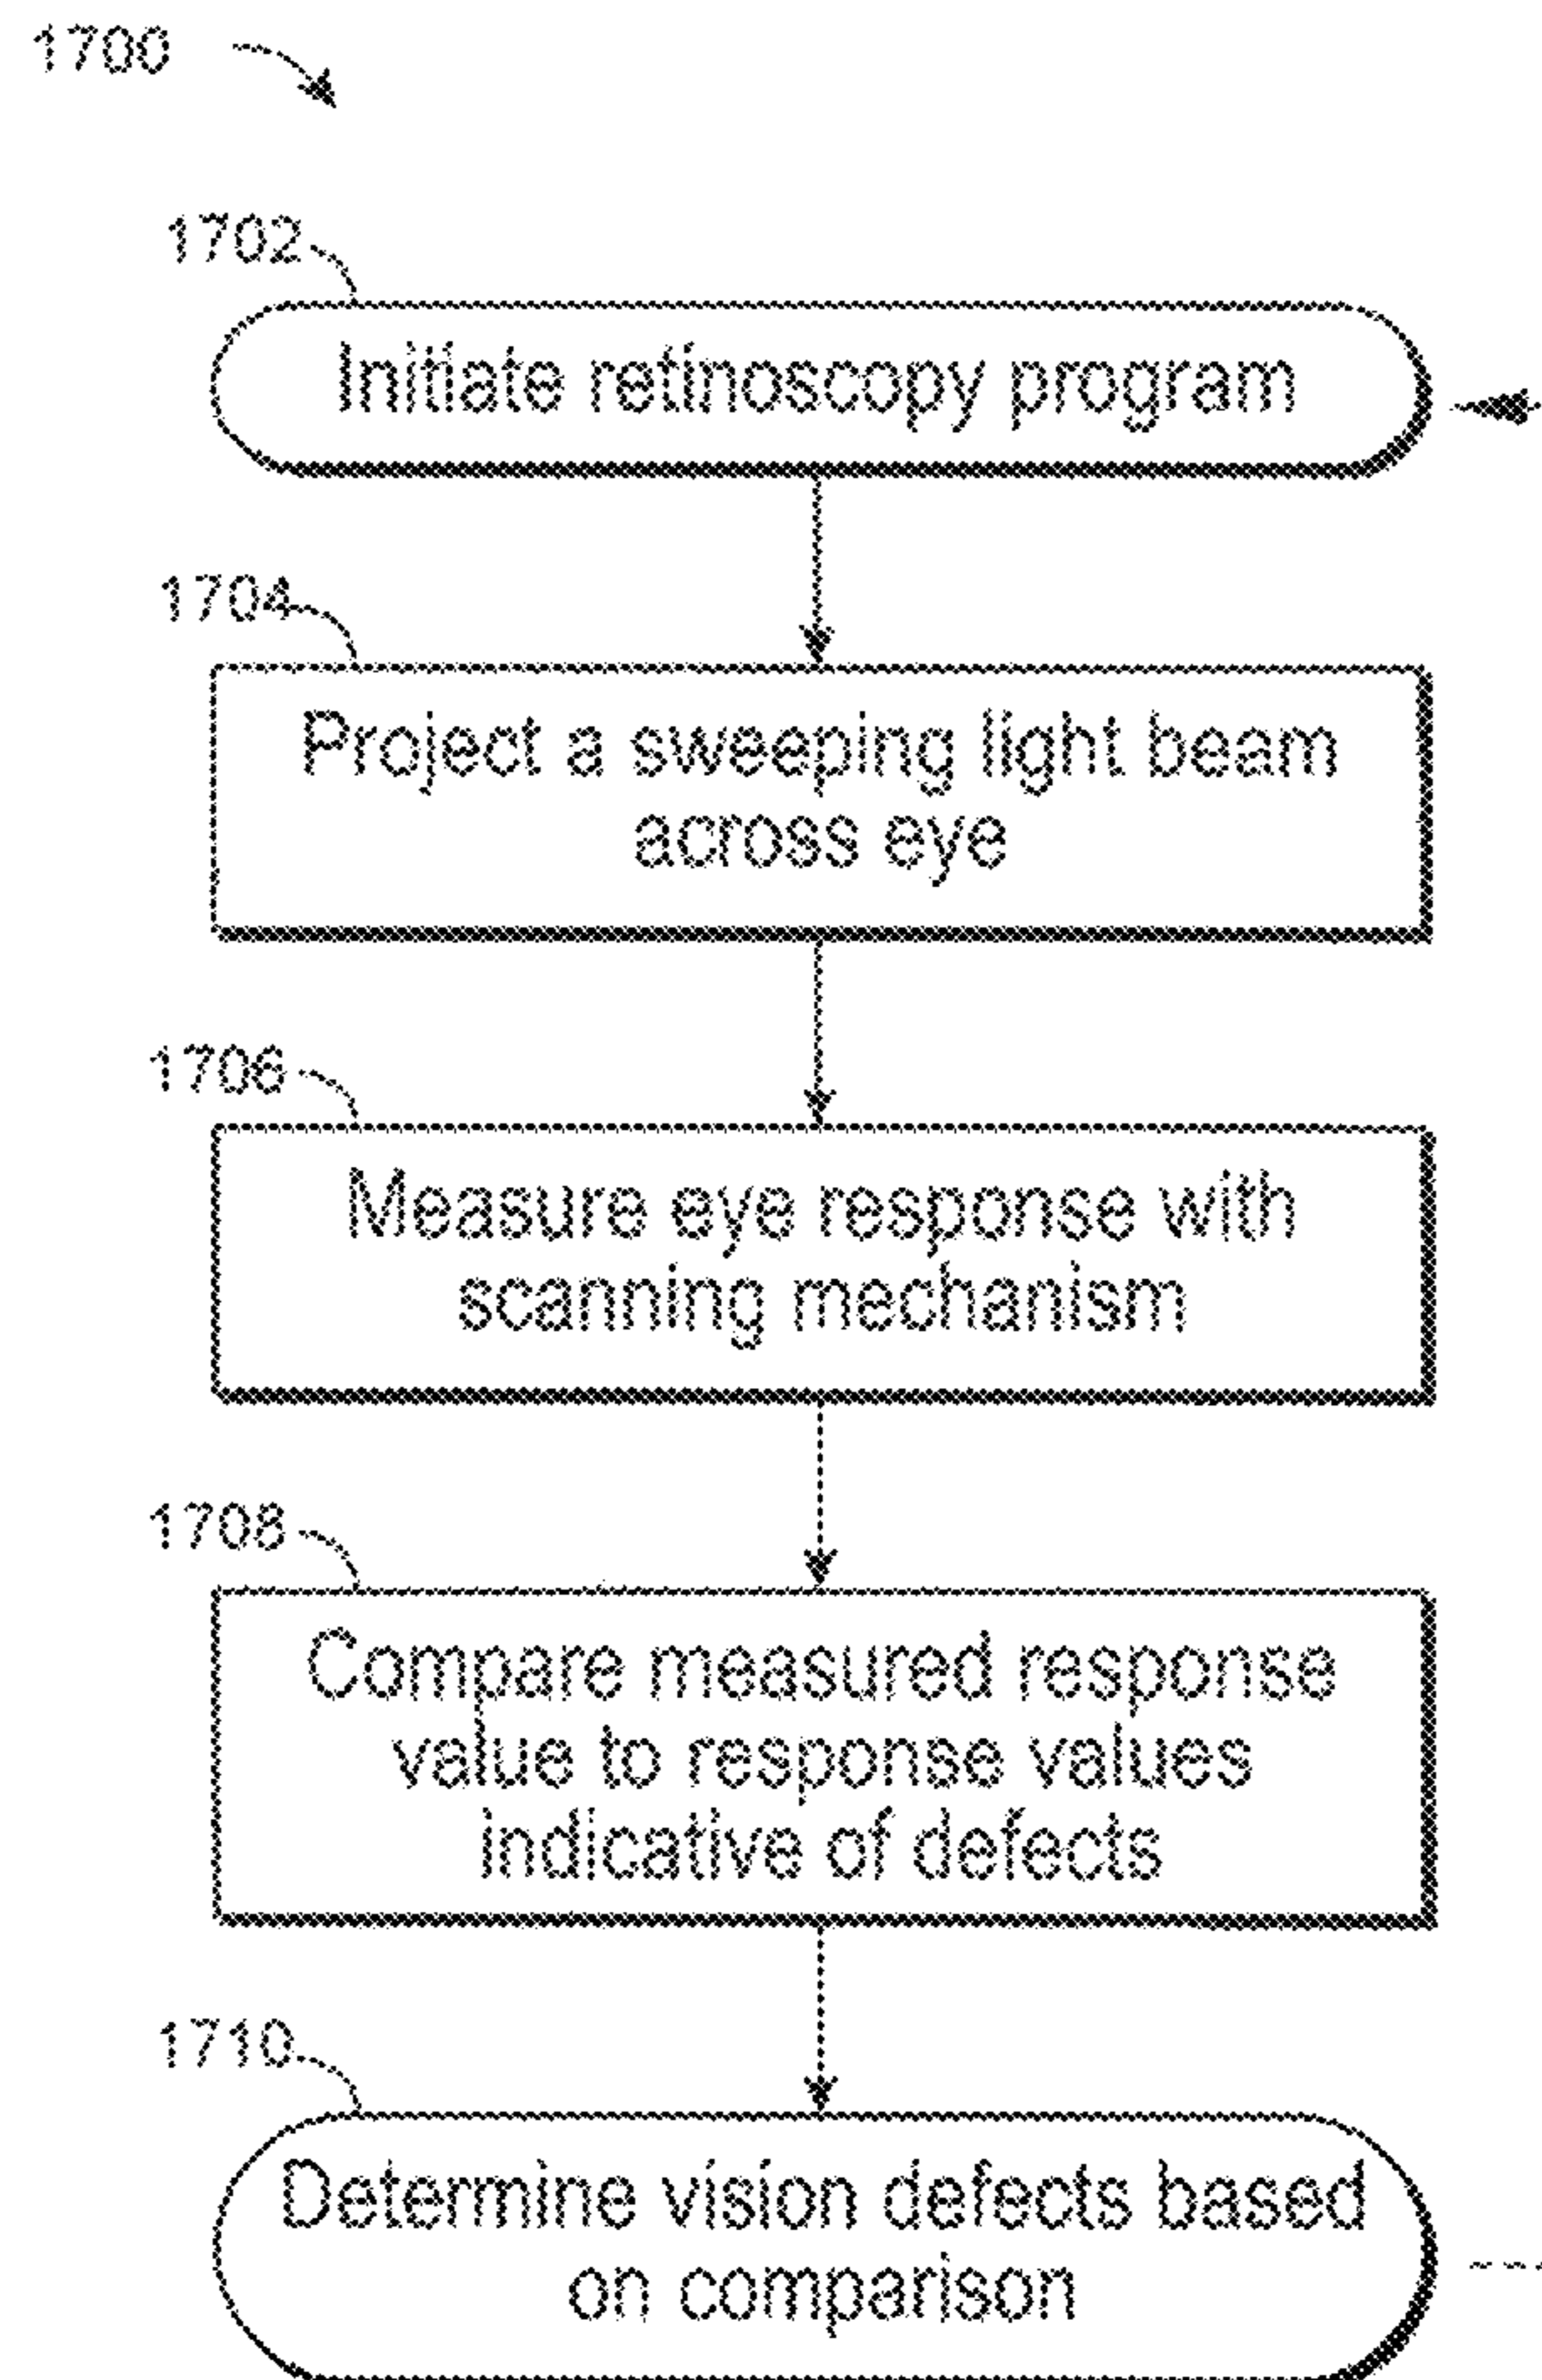 1700
1702
Initiate retinoscopy program
1704
Project a sweeping light beam
across eye
1706
Measure eye response with
scanning mechanism
1708
Compare measured response
value to response values
indicative of defects
1710
Determine vision defects based
on comparison